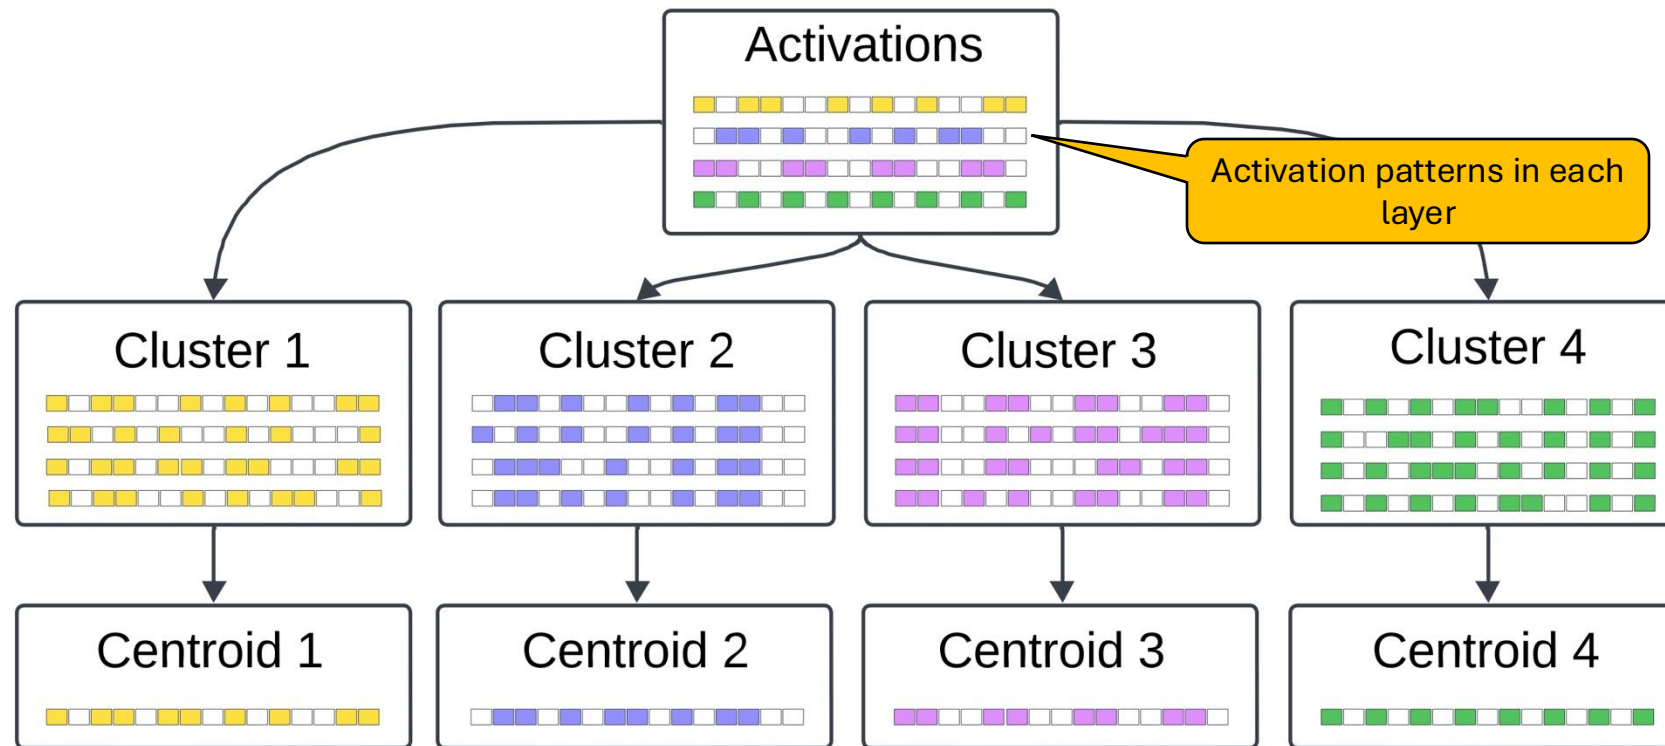 Activations
Activation patterns in each
layer
Cluster 1
Cluster 2
Cluster 3
Cluster 4
Centroid 1
Centroid 2
Centroid 3
Centroid 4